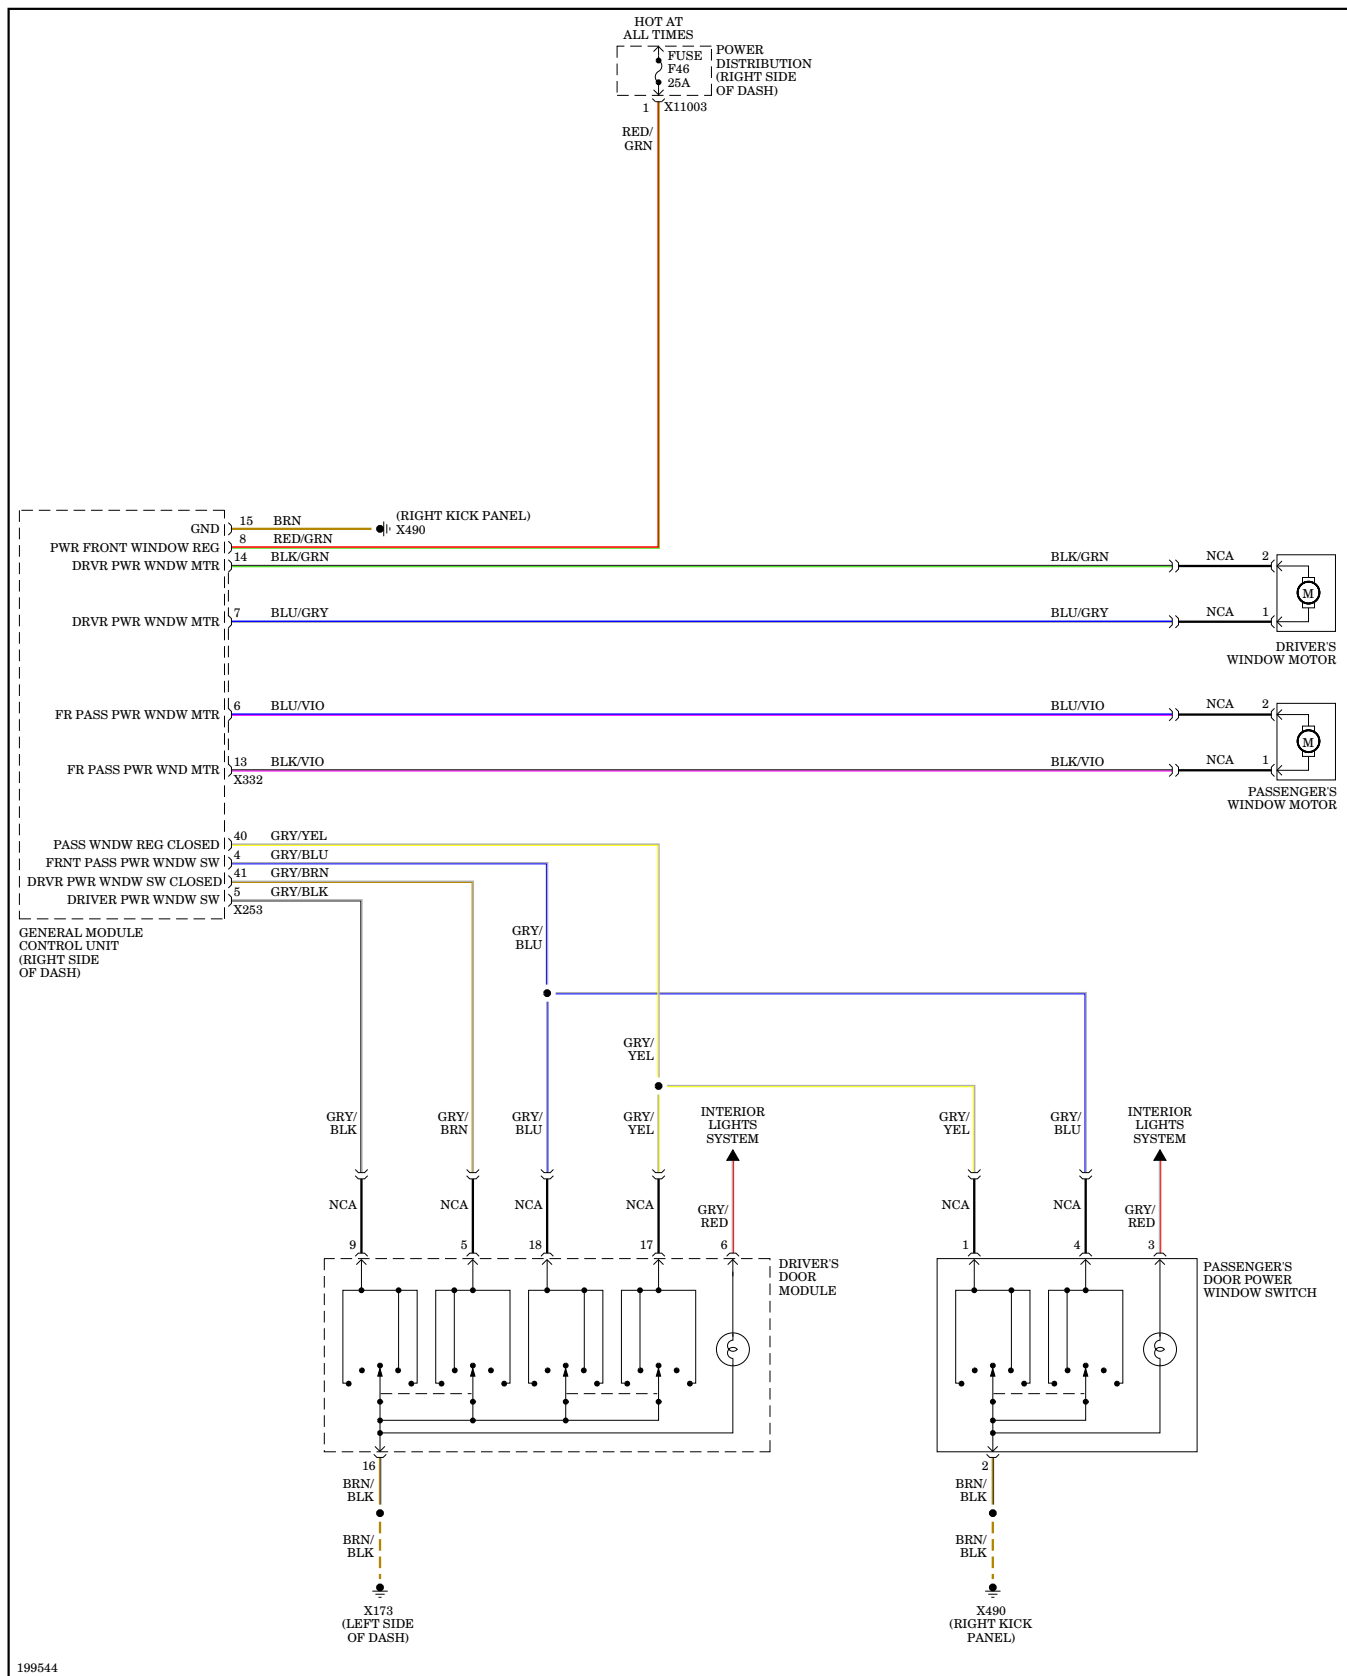 HOT AT
ALL TIMES
FUSE
F46
25A
POWER
DISTRIBUTION
(RIGHT SIDE
OF DASH)
1 X11003
RED/
GRN
GND 15 BRN
(RIGHT KICK PANEL)
X490
PWR FRONT WINDOW REG 8 RED/GRN
DRVR PWR WNDW MTR 14 BLK/GRN BLK/GRN NCA 2
M
DRVR PWR WNDW MTR 7 BLU/GRY BLU/GRY NCA 1
DRIVER'S
WINDOW MOTOR
FR PASS PWR WNDW MTR 6 BLU/VIO BLU/VIO NCA 2
M
FR PASS PWR WND MTR 13 BLK/VIO BLK/VIO NCA 1
X332
PASSENGER'S
WINDOW MOTOR
PASS WNDW REG CLOSED 40 GRY/YEL
FRNT PASS PWR WNDW SW 4 GRY/BLU
DRVR PWR WNDW SW CLOSED 41 GRY/BRN
DRIVER PWR WNDW SW 5 GRY/BLK
X253
GENERAL MODULE
CONTROL UNIT
(RIGHT SIDE
OF DASH)
GRY/
BLU
GRY/
YEL
GRY/
BLK
GRY/
BRN
GRY/
BLU
GRY/
YEL
INTERIOR
LIGHTS
SYSTEM
GRY/
YEL
GRY/
BLU
INTERIOR
LIGHTS
SYSTEM
NCA NCA NCA NCA
GRY/
RED
NCA NCA
GRY/
RED
9 5 18 17 6
1 4 3
DRIVER'S
DOOR
MODULE
PASSENGER'S
DOOR POWER
WINDOW SWITCH
16
BRN/
BLK
BRN/
BLK
X173
(LEFT SIDE
OF DASH)
2
BRN/
BLK
BRN/
BLK
X490
(RIGHT KICK
PANEL)
199544